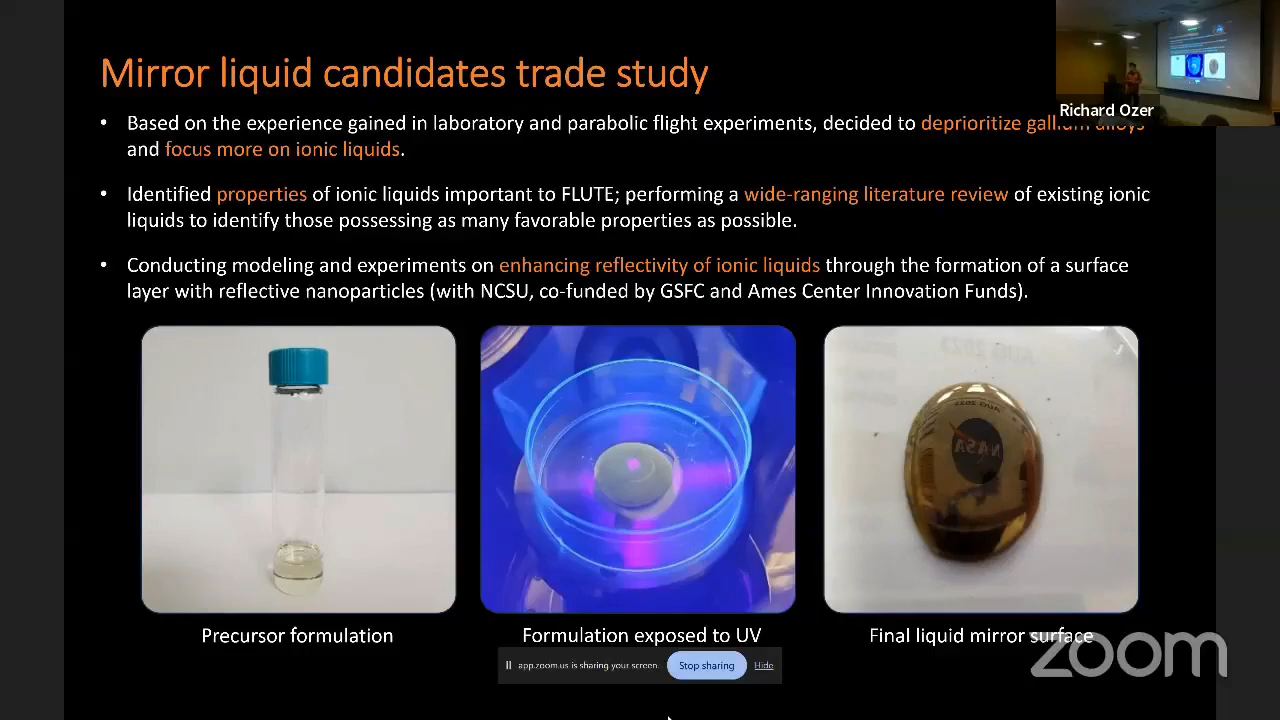 Mirror liquid candidates trade study
Richard Ozer
• Based on the experience gained in laboratory and parabolic flight experiments, decided to deprioritize gallium alloys
and focus more on ionic liquids.
• Identified properties of ionic liquids important to FLUTE; performing a wide-ranging literature review of existing ionic
liquids to identify those possessing as many favorable properties as possible.
• Conducting modeling and experiments on enhancing reflectivity of ionic liquids through the formation of a surface
layer with reflective nanoparticles (with NCSU, co-funded by GSFC and Ames Center Innovation Funds).
AUG 2023
NASA
Precursor formulation
Formulation exposed to UV
Final liquid mirror surface
app.zoom.us is sharing your screen.
Stop sharing
Hide
zoom